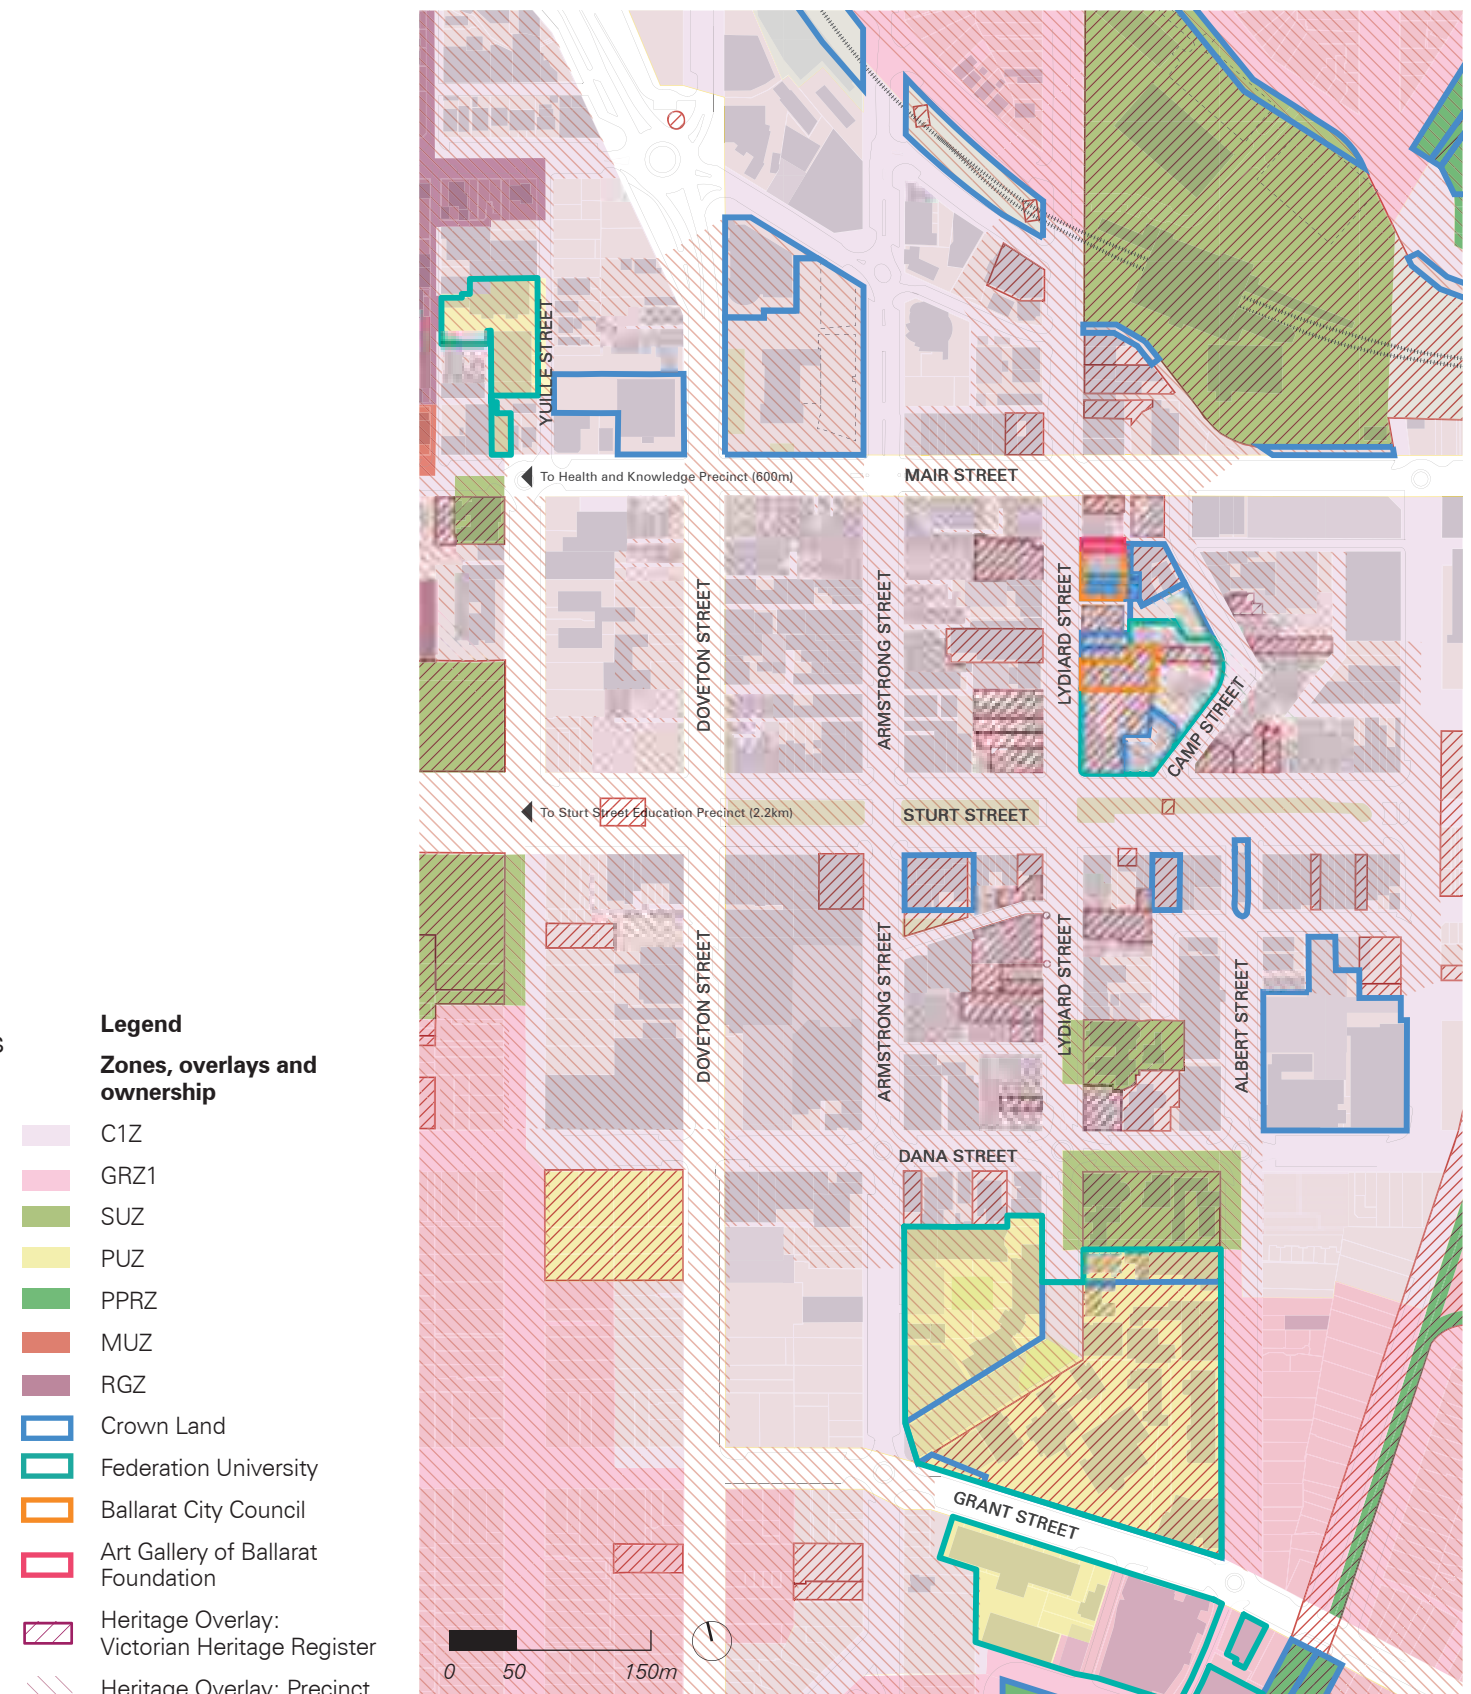 YUILLE STREET
To Health and Knowledge Precinct (600m)
MAIR STREET
DOVETON STREET
ARMSTRONG STREET
LYDIARD STREET
CAMP STREET
To Sturt Street Education Precinct (2.2km)
STURT STREET
DOVETON STREET
ARMSTRONG STREET
LYDIARD STREET
ALBERT STREET
DANA STREET
GRANT STREET
s
Legend
Zones, overlays and
ownership
C1Z
GRZ1
SUZ
PUZ
PPRZ
MUZ
RGZ
Crown Land
Federation University
Ballarat City Council
Art Gallery of Ballarat
Foundation
Heritage Overlay:
Victorian Heritage Register
Heritage Overlay: Precinct
0 50 150m